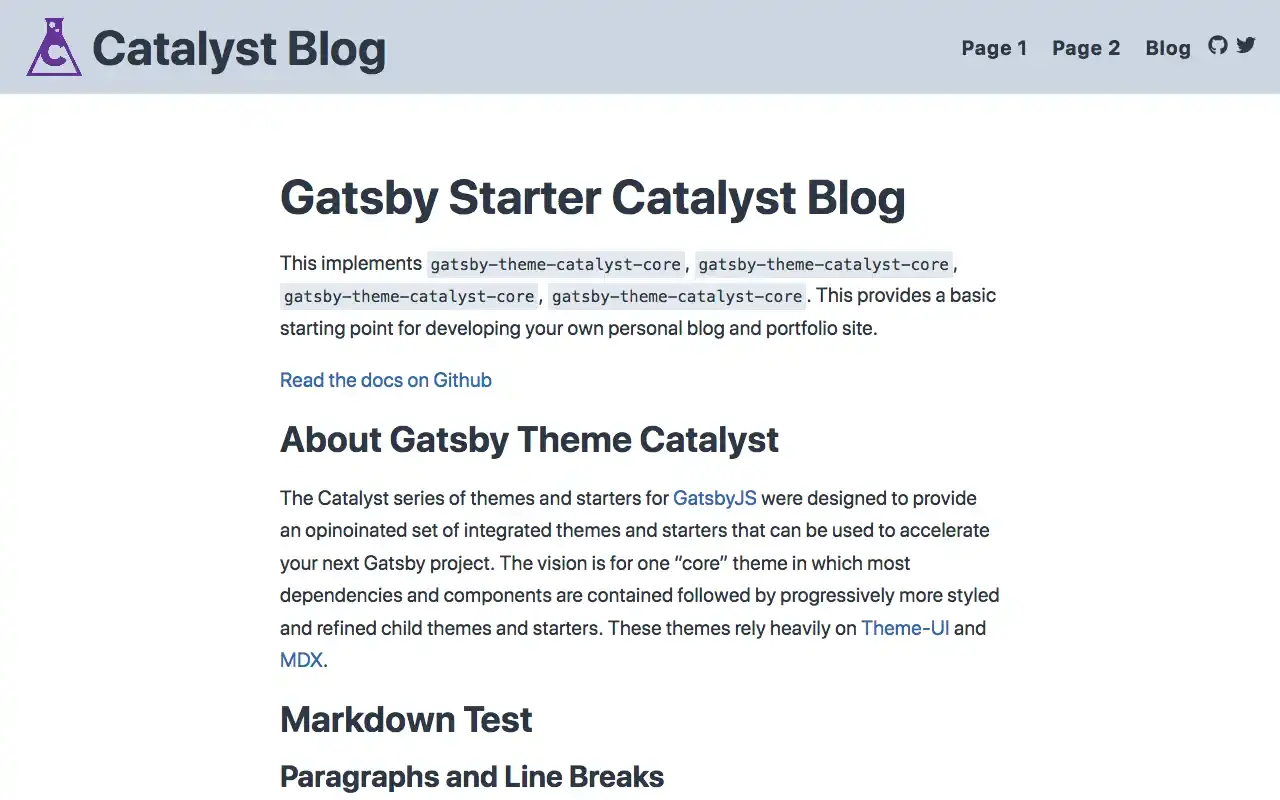 C Catalyst Blog
Page 1 Page 2 Blog
Gatsby Starter Catalyst Blog
This implements gatsby-theme-catalyst-core, gatsby-theme-catalyst-core,
gatsby-theme-catalyst-core, gatsby-theme-catalyst-core. This provides a basic
starting point for developing your own personal blog and portfolio site.
Read the docs on Github
About Gatsby Theme Catalyst
The Catalyst series of themes and starters for GatsbyJS were designed to provide
an opinoinated set of integrated themes and starters that can be used to accelerate
your next Gatsby project. The vision is for one “core” theme in which most
dependencies and components are contained followed by progressively more styled
and refined child themes and starters. These themes rely heavily on Theme-UI and
MDX.
Markdown Test
Paragraphs and Line Breaks